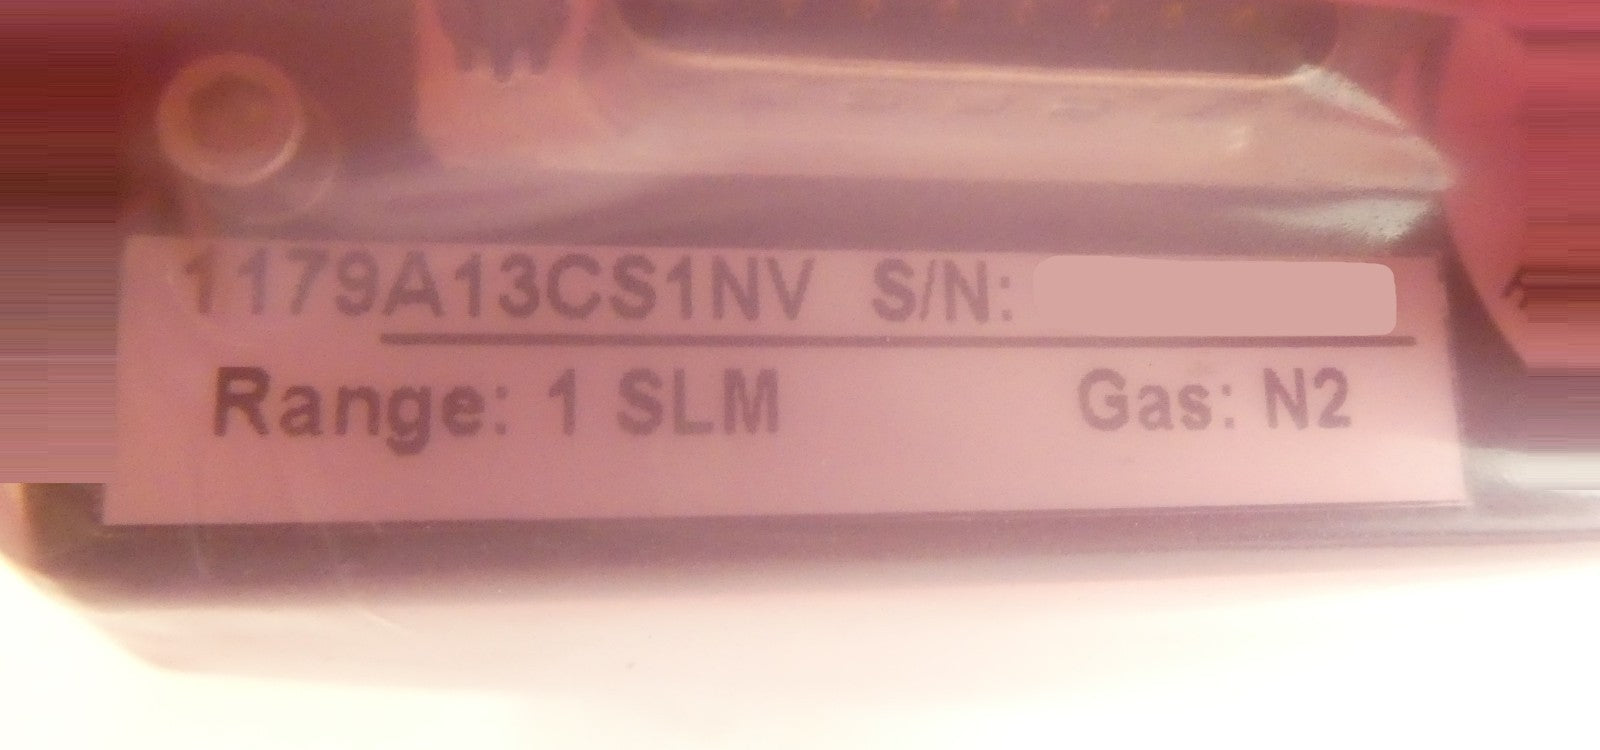 1179A13CS1NV S/N:
Range: 1 SLM Gas: N2